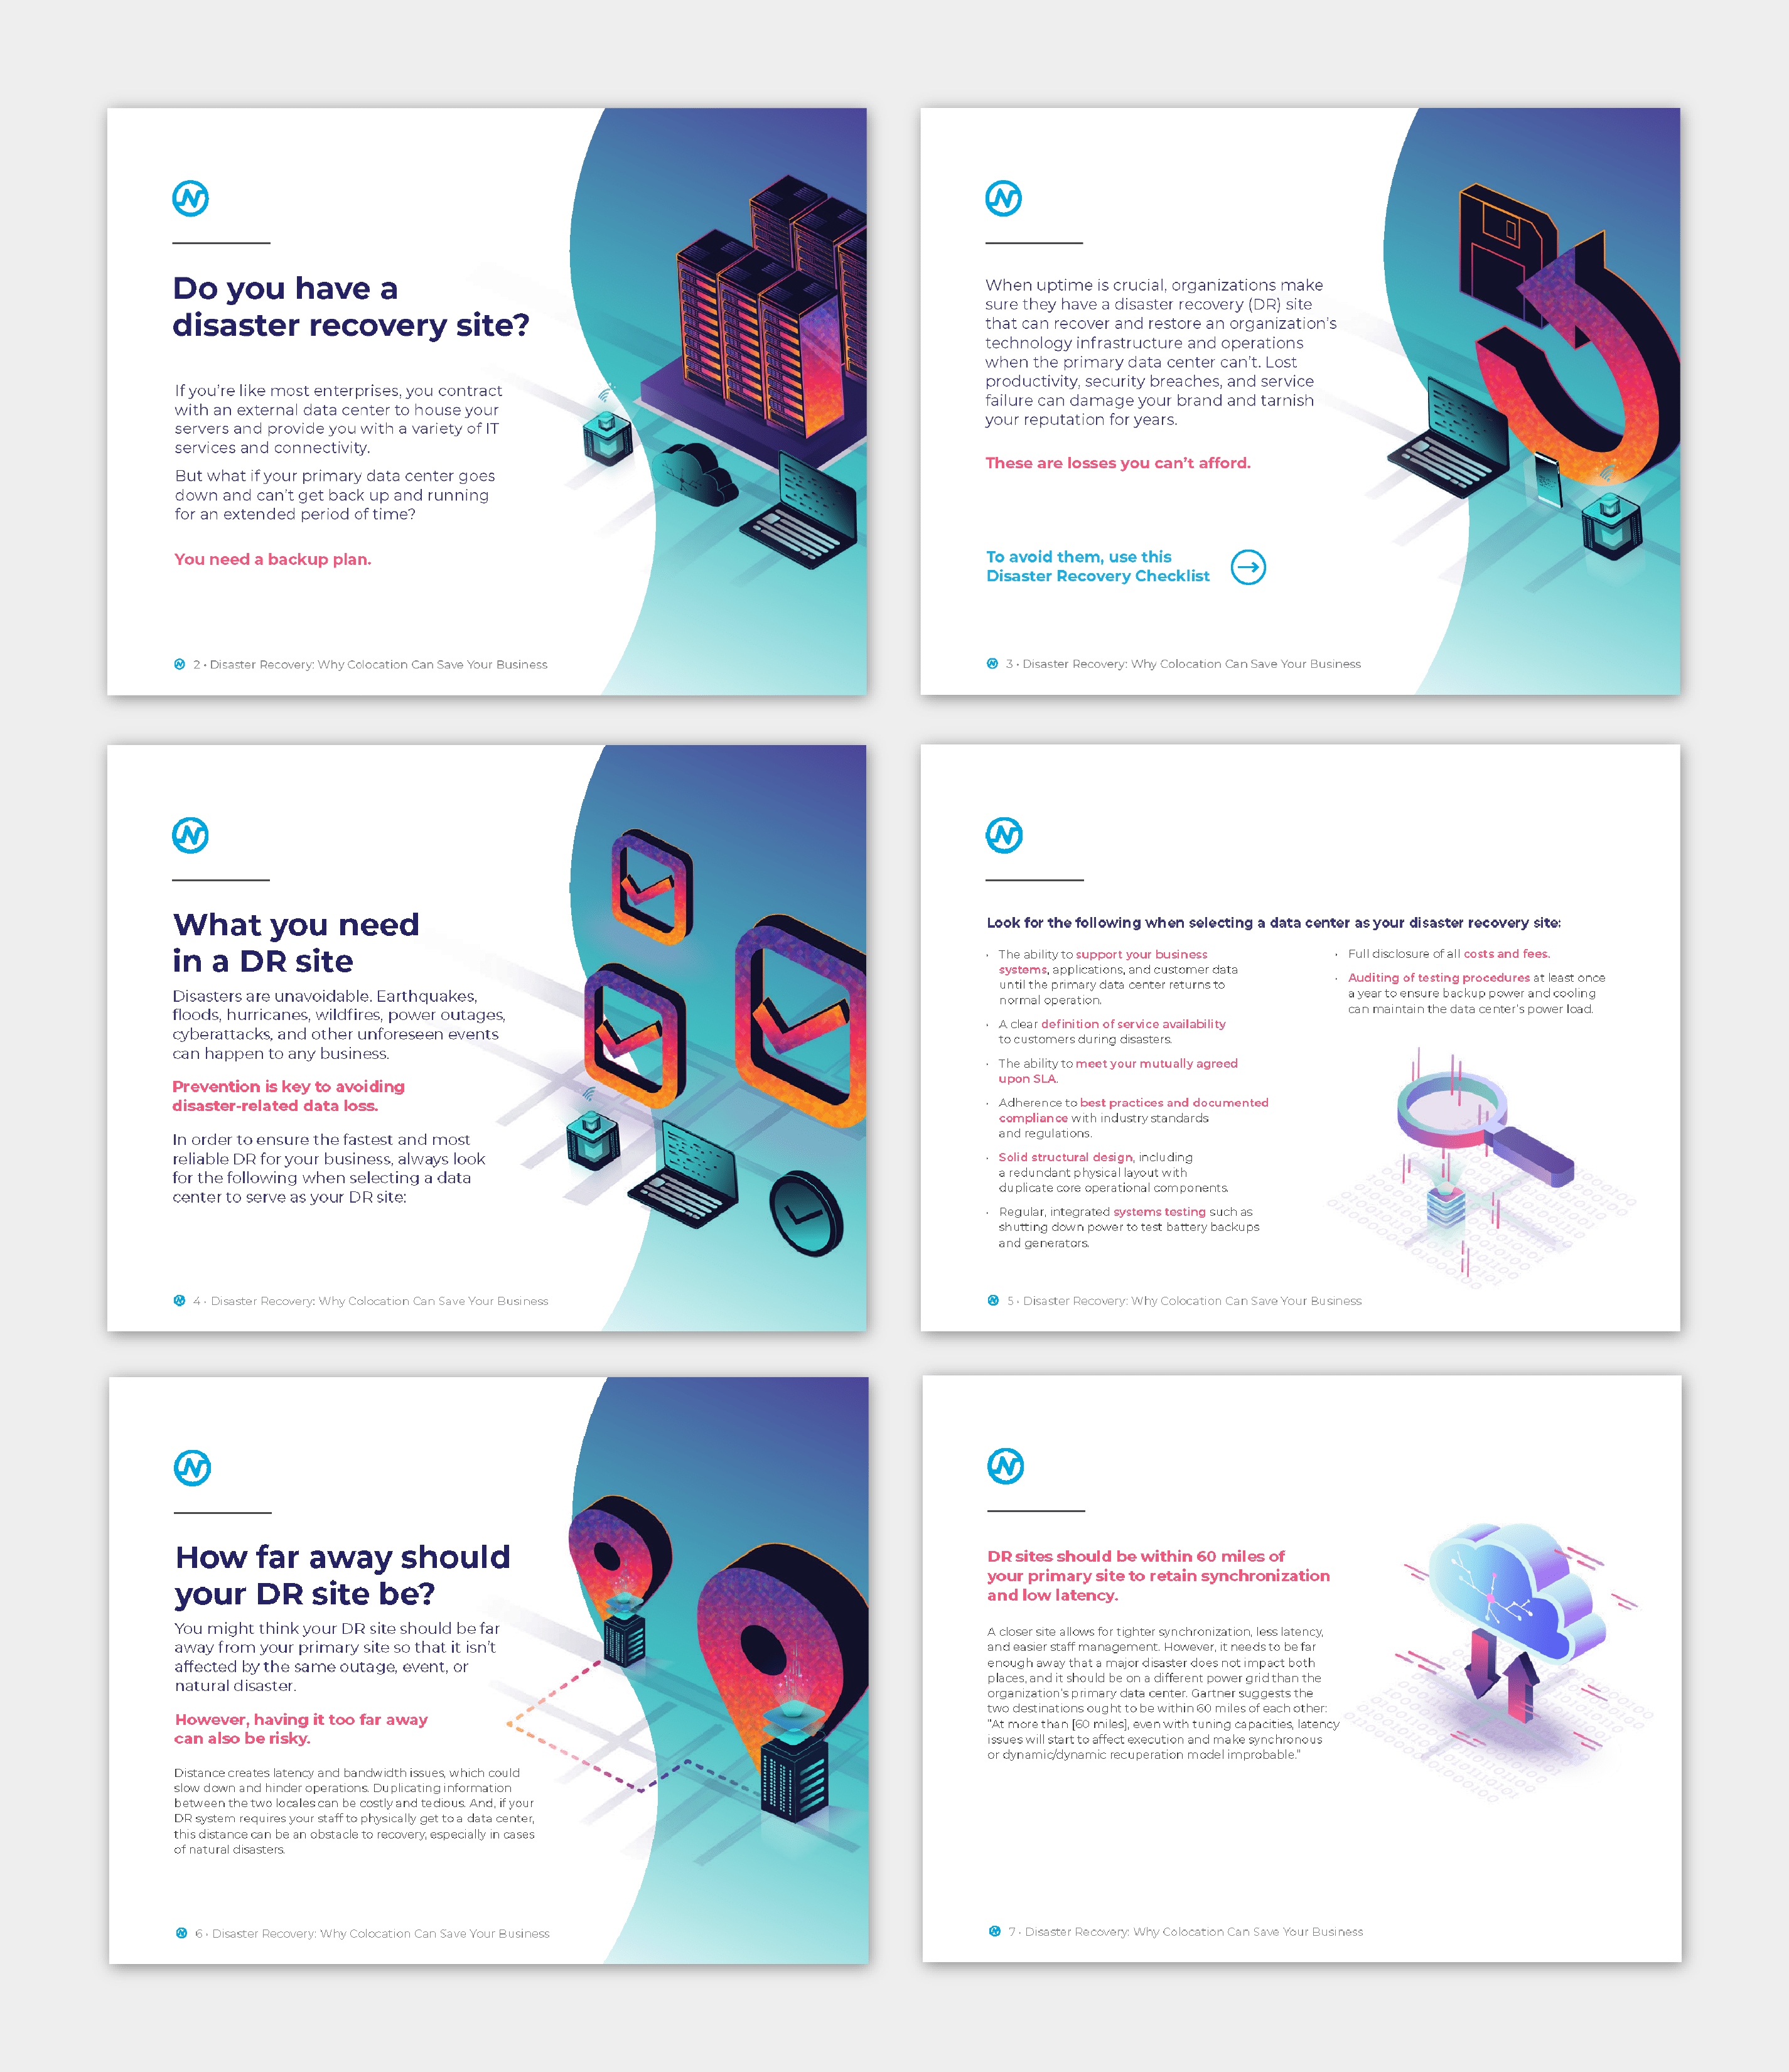 Do you have a
disaster recovery site?
If you're like most enterprises, you contract
with an external data center to house your
servers and provide you with a variety of IT
services and connectivity.
But what if your primary data center goes
down and can't get back up and running
for an extended period of time?
You need a backup plan.
2 • Disaster Recovery: Why Colocation Can Save Your Business
When uptime is crucial, organizations make
sure they have a disaster recovery (DR) site
that can recover and restore an organization's
technology infrastructure and operations
when the primary data center can't. Lost
productivity, security breaches, and service
failure can damage your brand and tarnish
your reputation for years.
These are losses you can't afford.
To avoid them, use this
Disaster Recovery Checklist
3 • Disaster Recovery: Why Colocation Can Save Your Business
What you need
in a DR site
Disasters are unavoidable. Earthquakes,
floods, hurricanes, wildfires, power outages,
cyberattacks, and other unforeseen events
can happen to any business.
Prevention is key to avoiding
disaster-related data loss.
In order to ensure the fastest and most
reliable DR for your business, always look
for the following when selecting a data
center to serve as your DR site:
4 • Disaster Recovery: Why Colocation Can Save Your Business
Look for the following when selecting a data center as your disaster recovery site:
• The ability to support your business
systems, applications, and customer data
until the primary data center returns to
normal operation.
• A clear definition of service availability
to customers during disasters.
• The ability to meet your mutually agreed
upon SLA.
• Adherence to best practices and documented
compliance with industry standards
and regulations.
• Solid structural design, including
a redundant physical layout with
duplicate core operational components.
• Regular, integrated systems testing such as
shutting down power to test battery backups
and generators.
• Full disclosure of all costs and fees.
• Auditing of testing procedures at least once
a year to ensure backup power and cooling
can maintain the data center's power load.
5 • Disaster Recovery: Why Colocation Can Save Your Business
How far away should
your DR site be?
You might think your DR site should be far
away from your primary site so that it isn't
affected by the same outage, event, or
natural disaster.
However, having it too far away
can also be risky.
Distance creates latency and bandwidth issues, which could
slow down and hinder operations. Duplicating information
between the two locales can be costly and tedious. And, if your
DR system requires your staff to physically get to a data center,
this distance can be an obstacle to recovery, especially in cases
of natural disasters.
6 • Disaster Recovery: Why Colocation Can Save Your Business
DR sites should be within 60 miles of
your primary site to retain synchronization
and low latency.
A closer site allows for tighter synchronization, less latency,
and easier staff management. However, it needs to be far
enough away that a major disaster does not impact both
places, and it should be on a different power grid than the
organization's primary data center. Gartner suggests the
two destinations ought to be within 60 miles of each other:
"At more than [60 miles], even with tuning capacities, latency
issues will start to affect execution and make synchronous
or dynamic/dynamic recuperation model improbable."
7 • Disaster Recovery: Why Colocation Can Save Your Business